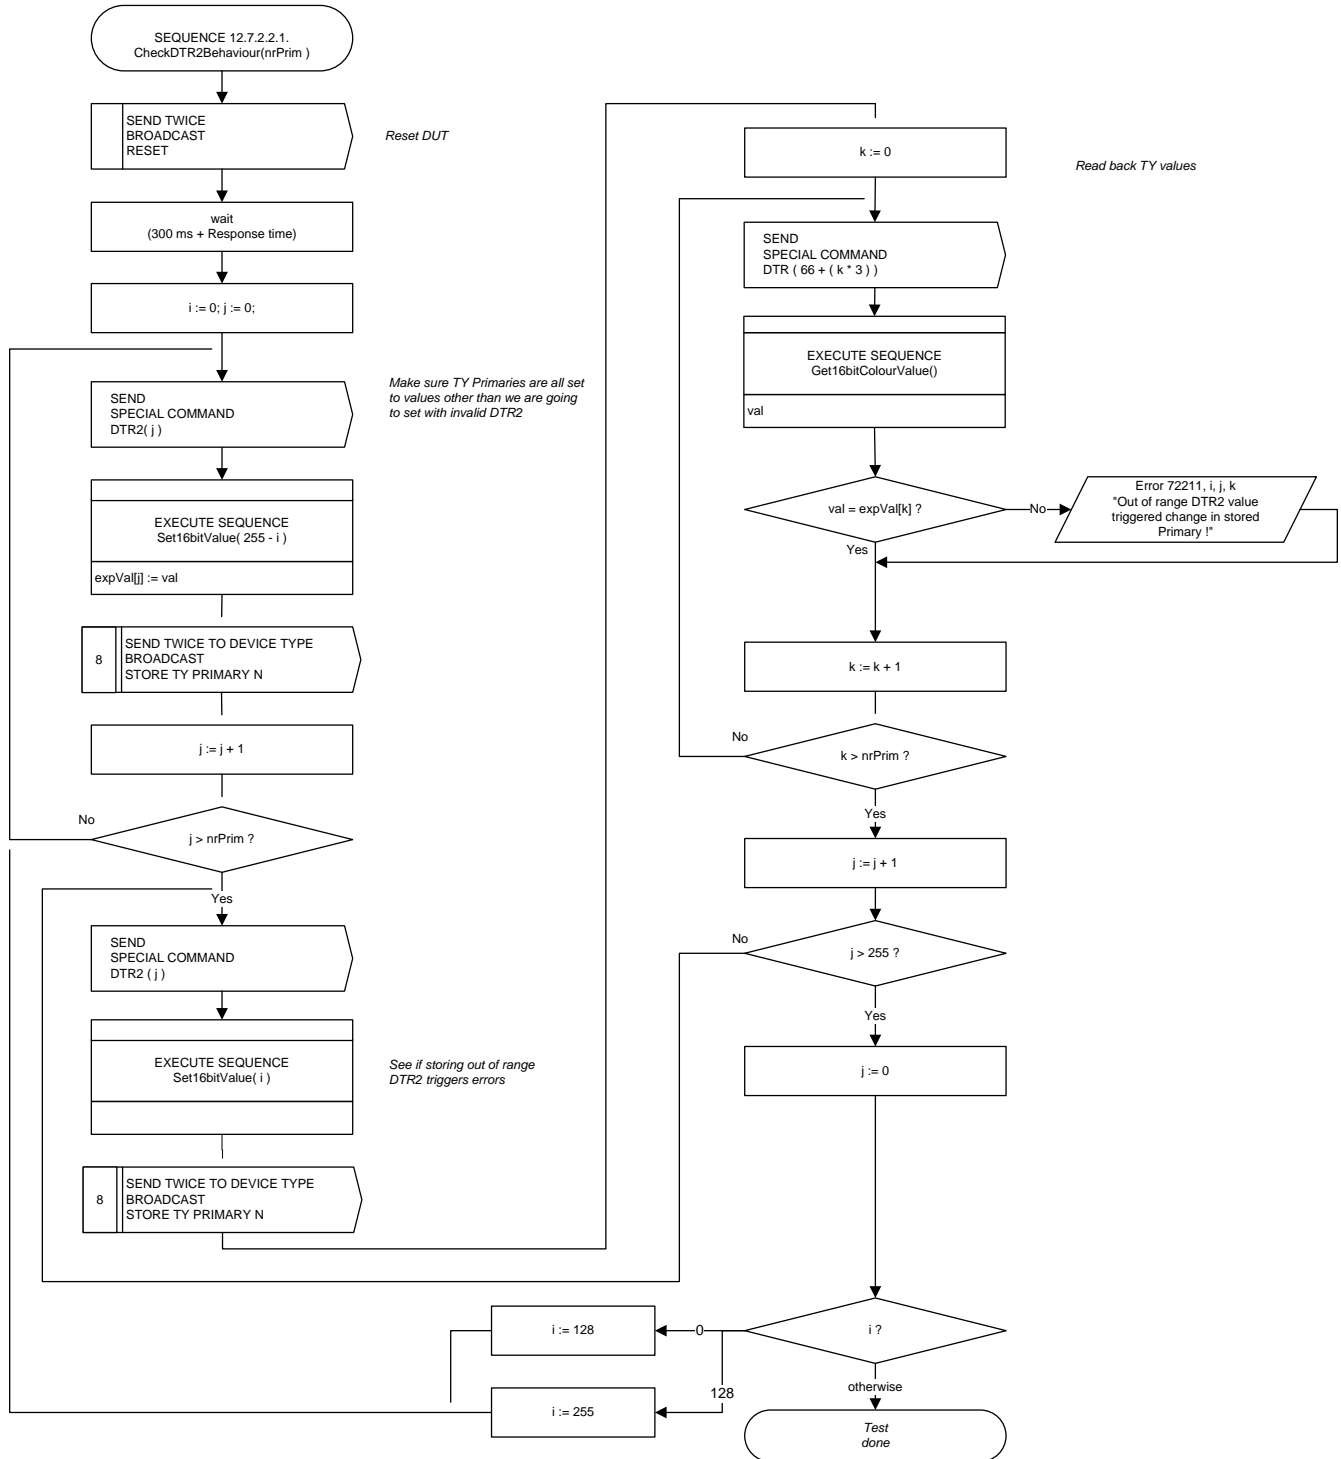 SEQUENCE 12.7.2.2.1.
CheckDTR2Behaviour(nrPrim )
SEND TWICE
BROADCAST
RESET
Reset DUT
wait
(300 ms + Response time)
i := 0; j := 0;
SEND
SPECIAL COMMAND
DTR2( j )
Make sure TY Primaries are all set
to values other than we are going
to set with invalid DTR2
EXECUTE SEQUENCE
Set16bitValue( 255 - i )
expVal[j] := val
8
SEND TWICE TO DEVICE TYPE
BROADCAST
STORE TY PRIMARY N
j := j + 1
No
j > nrPrim ?
Yes
SEND
SPECIAL COMMAND
DTR2 ( j )
EXECUTE SEQUENCE
Set16bitValue( i )
See if storing out of range
DTR2 triggers errors
8
SEND TWICE TO DEVICE TYPE
BROADCAST
STORE TY PRIMARY N
k := 0
Read back TY values
SEND
SPECIAL COMMAND
DTR ( 66 + ( k * 3 ) )
EXECUTE SEQUENCE
Get16bitColourValue()
val
val = expVal[k] ?
No
Error 72211, i, j, k
"Out of range DTR2 value
triggered change in stored
Primary !"
Yes
k := k + 1
No
k > nrPrim ?
Yes
j := j + 1
No
j > 255 ?
Yes
j := 0
i ?
0
i := 128
128
i := 255
otherwise
Test
done